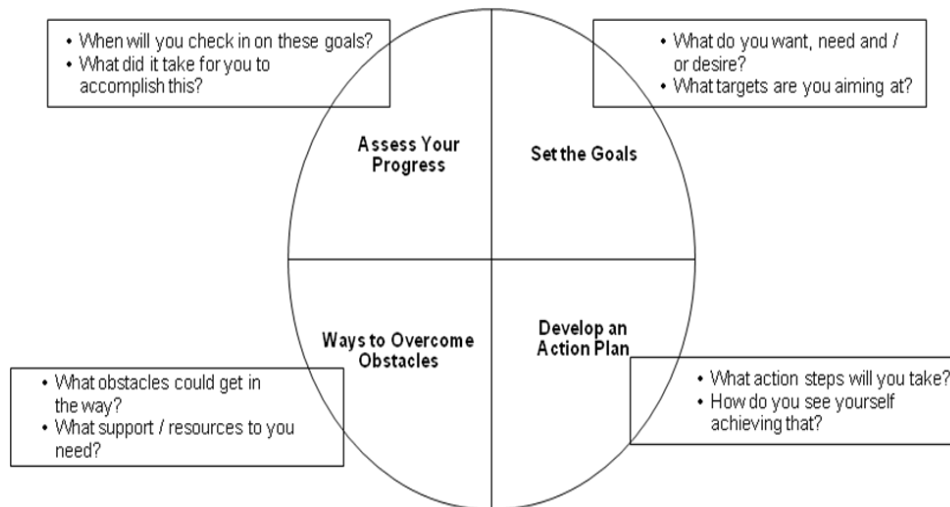 • When will you check in on these goals?
• What did it take for you to
accomplish this?
• What do you want, need and /
or desire?
• What targets are you aiming at?
Assess Your
Progress
Set the Goals
Ways to Overcome
Obstacles
Develop an
Action Plan
• What obstacles could get in
the way?
• What support / resources to you
need?
• What action steps will you take?
• How do you see yourself
achieving that?